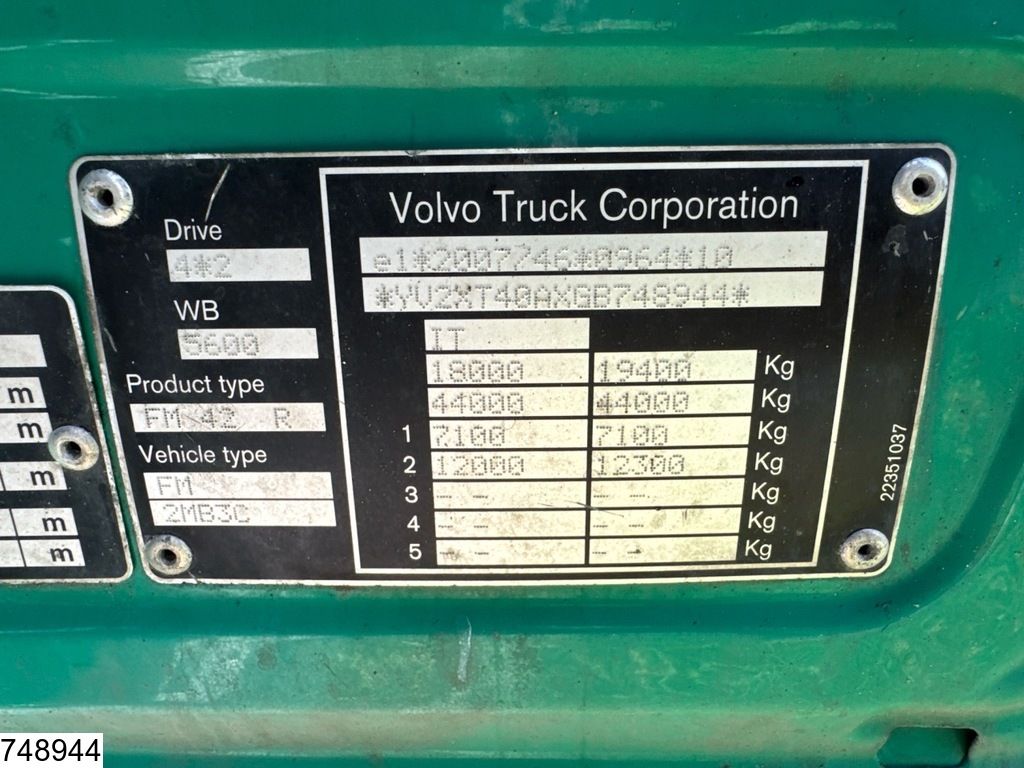 Volvo Truck Corporation
e1*2007/46*0964*10
*YV2XT40AXGB748944*
Drive
4*2
WB
5600
Product type
FM 42 R
Vehicle type
FM
2MB3C
IT
18000 19400 Kg
44000 44000 Kg
1 7100 7100 Kg
2 12000 12300 Kg
3 Kg
4 Kg
5 Kg
22351037
m
m
m
m
m
748944